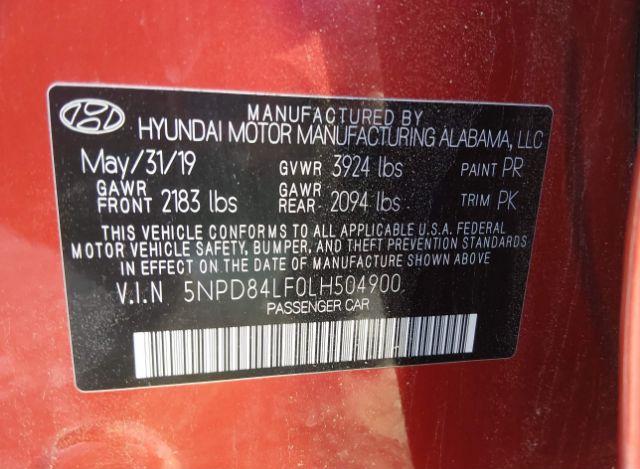 MANUFACTURED BY
HYUNDAI MOTOR MANUFACTURING ALABAMA, LLC
May/31/19 GVWR 3924 lbs PAINT PR
GAWR FRONT 2183 lbs GAWR REAR 2094 lbs TRIM PK
THIS VEHICLE CONFORMS TO ALL APPLICABLE U.S.A. FEDERAL
MOTOR VEHICLE SAFETY, BUMPER, AND THEFT PREVENTION STANDARDS
IN EFFECT ON THE DATE OF MANUFACTURE SHOWN ABOVE.
V.I.N 5NPD84LF0LH504900
PASSENGER CAR